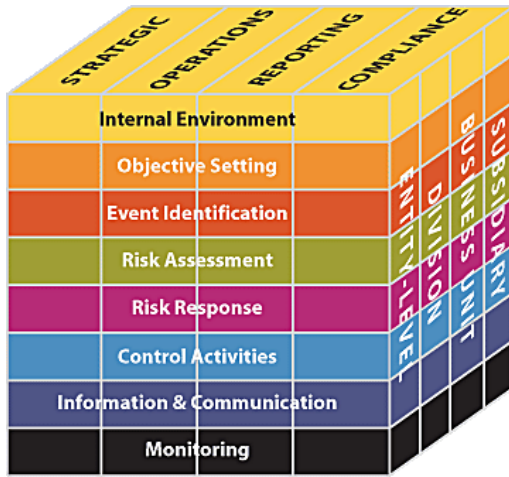 STRATEGIC
OPERATIONS
REPORTING
COMPLIANCE
Internal Environment
Objective Setting
Event Identification
Risk Assessment
Risk Response
Control Activities
Information & Communication
Monitoring
ENTITY-LEVEL
DIVISION
BUSINESS UNIT
SUBSIDIARY